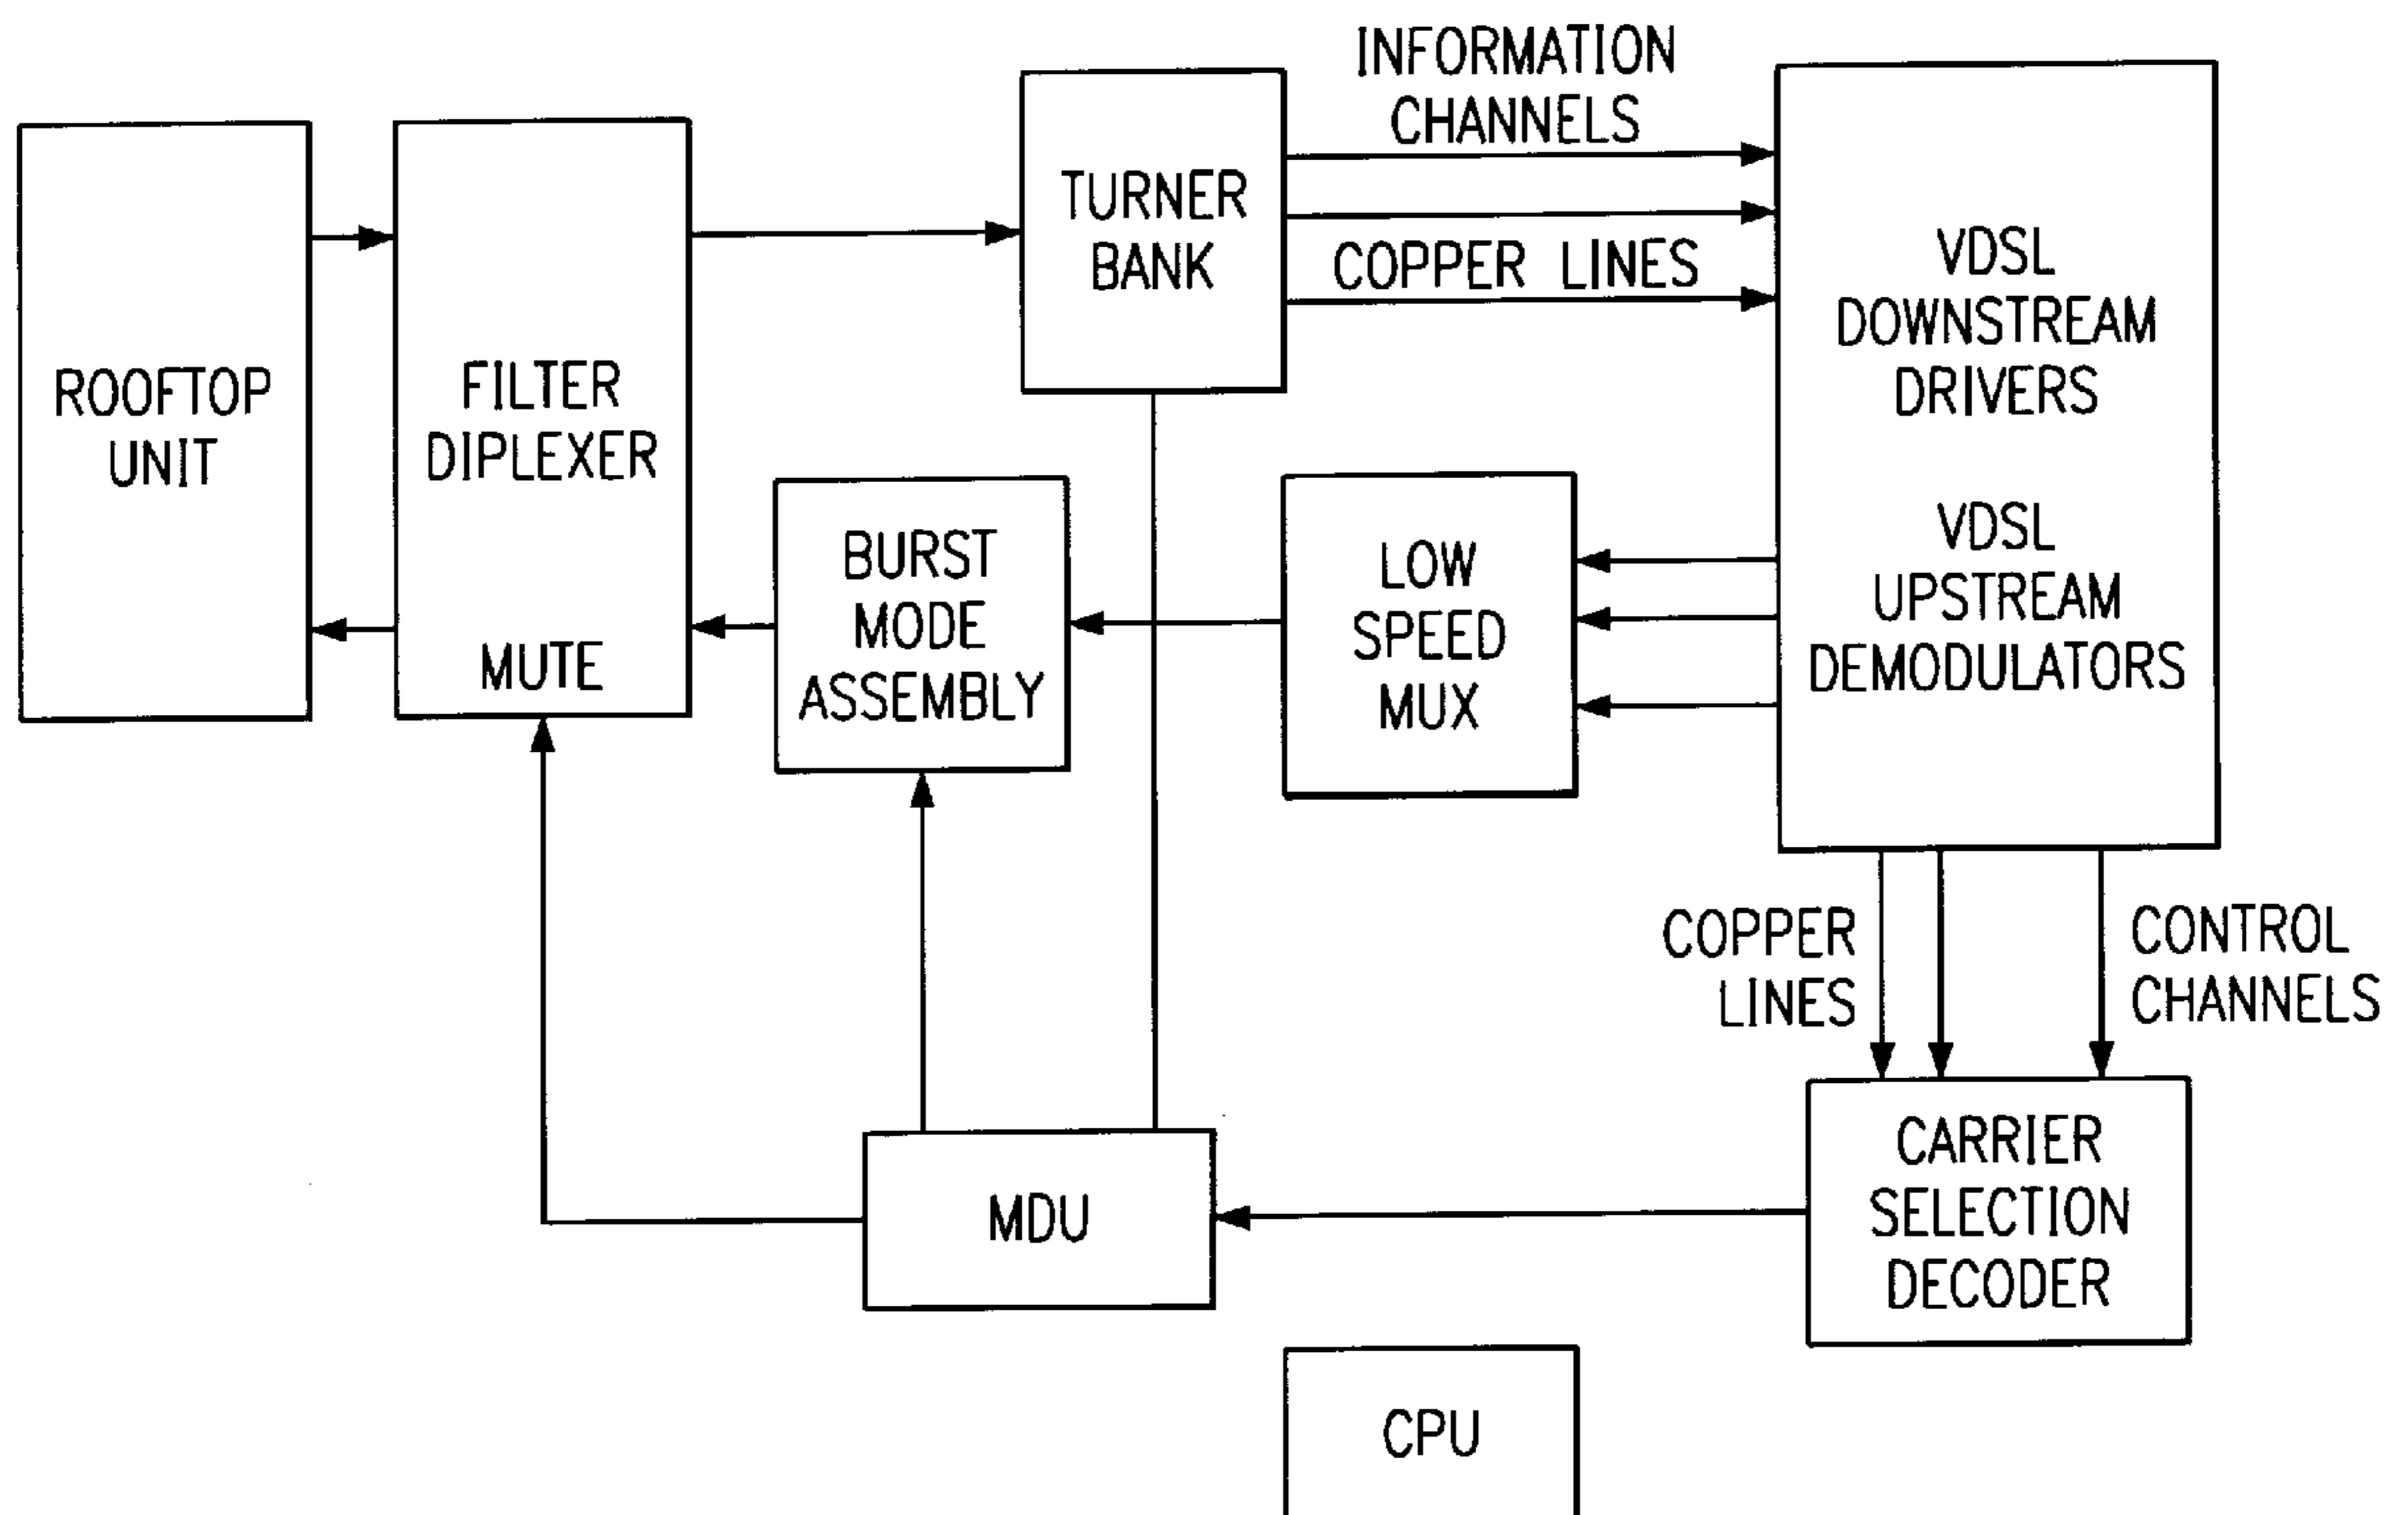 ROOFTOP
UNIT
FILTER
DIPLEXER
MUTE
TURNER
BANK
INFORMATION
CHANNELS
COPPER LINES
VDSL
DOWNSTREAM
DRIVERS
VDSL
UPSTREAM
DEMODULATORS
BURST
MODE
ASSEMBLY
LOW
SPEED
MUX
COPPER
LINES
CONTROL
CHANNELS
MDU
CARRIER
SELECTION
DECODER
CPU